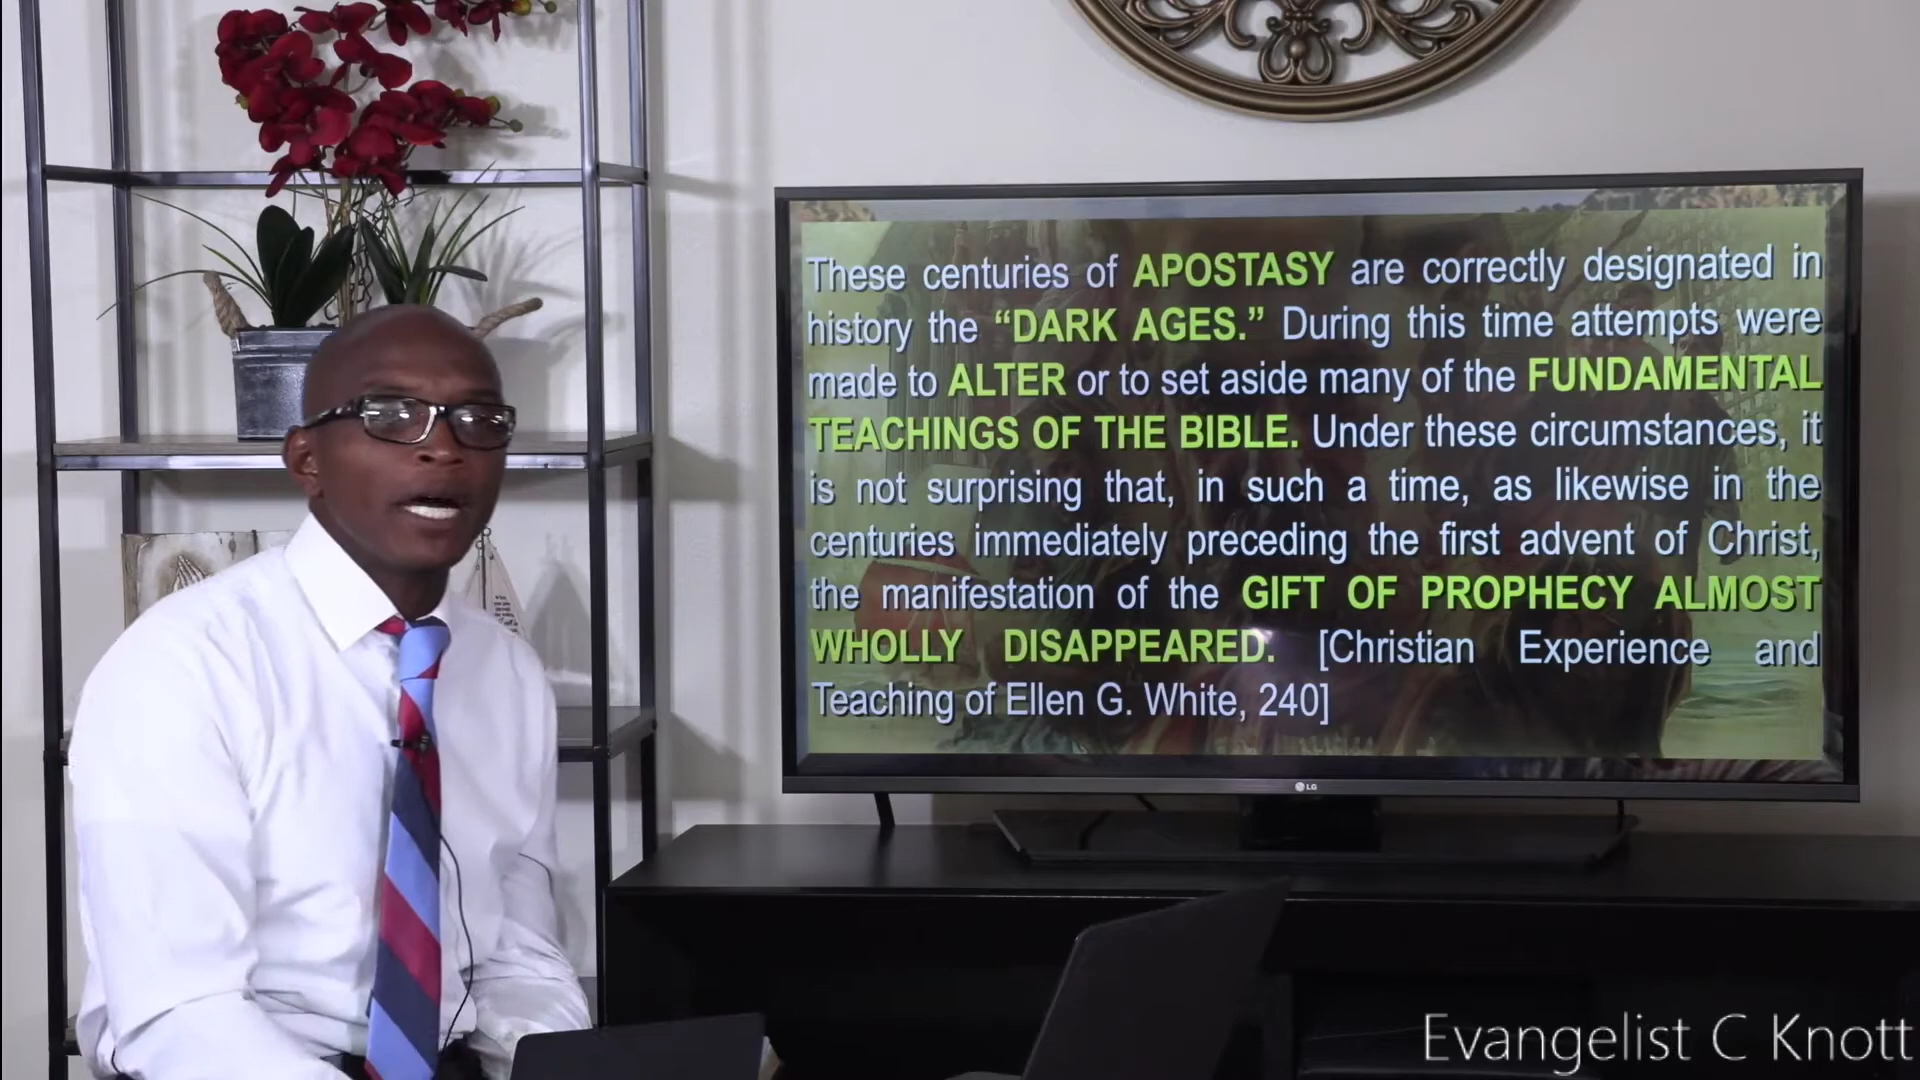 These centuries of APOSTASY are correctly designated in
history the “DARK AGES.” During this time attempts were
made to ALTER or to set aside many of the FUNDAMENTAL
TEACHINGS OF THE BIBLE. Under these circumstances, it
is not surprising that, in such a time, as likewise in the
centuries immediately preceding the first advent of Christ,
the manifestation of the GIFT OF PROPHECY ALMOST
WHOLLY DISAPPEARED. [Christian Experience and
Teaching of Ellen G. White, 240]
LG
Evangelist C Knott